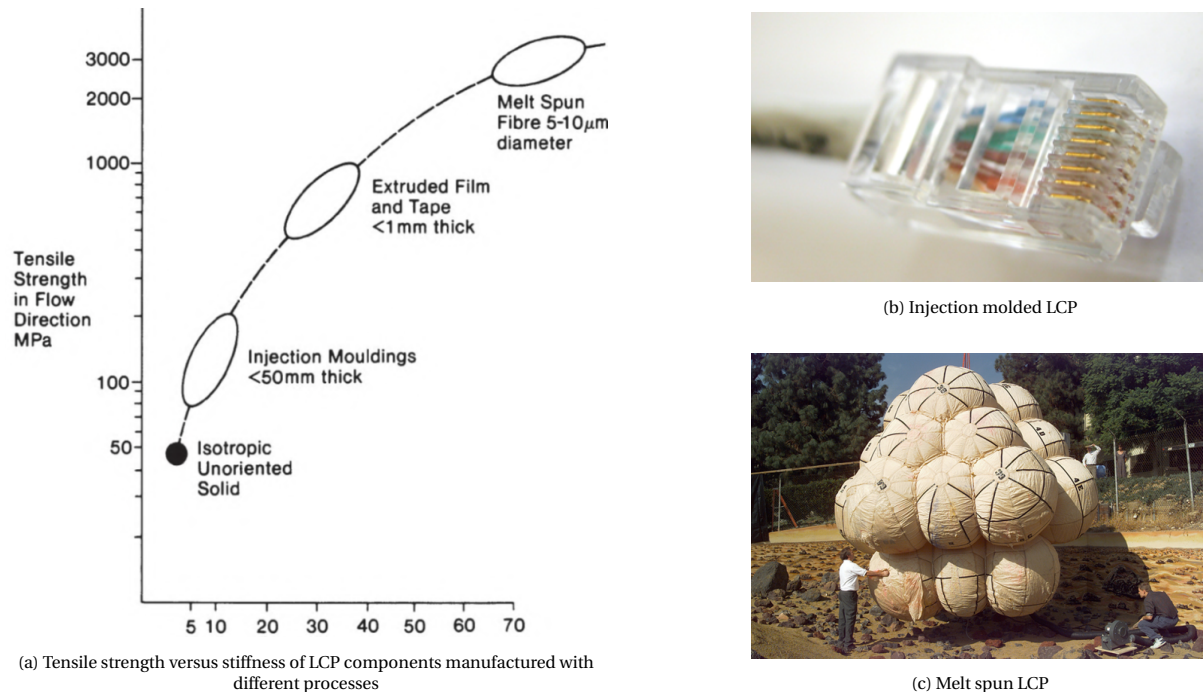 3000
2000
1000
100
50
Tensile
Strength
in Flow
Direction
MPa
Melt Spun
Fibre 5-10μm
diameter
Extruded Film
and Tape
<1mm thick
Injection Mouldings
<50mm thick
Isotropic
Unoriented
Solid
5 10 20 30 40 50 60 70
(a) Tensile strength versus stiffness of LCP components manufactured with
different processes
(b) Injection molded LCP
(c) Melt spun LCP